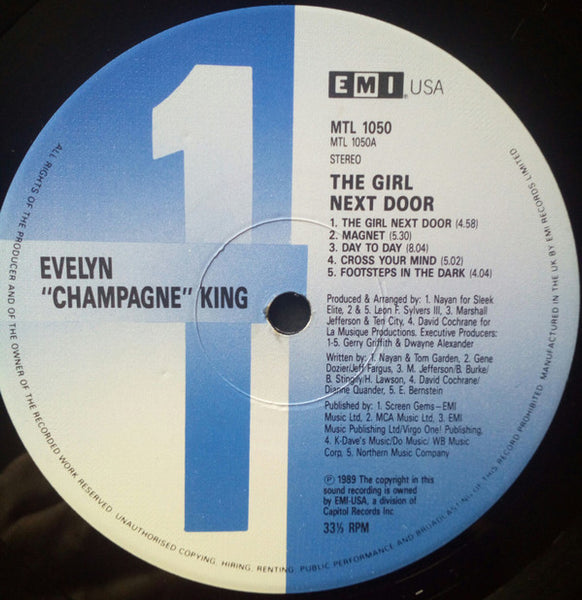 1
EMI USA
MTL 1050
MTL 1050A
STEREO
THE GIRL
NEXT DOOR
1. THE GIRL NEXT DOOR (4.58)
2. MAGNET (5.30)
3. DAY TO DAY (8.04)
4. CROSS YOUR MIND (5.02)
5. FOOTSTEPS IN THE DARK (4.04)
EVELYN
"CHAMPAGNE" KING
Produced & Arranged by: 1. Nayan for Sleek
Elite, 2 & 5. Leon F. Sylvers III, 3. Marshall
Jefferson & Ten City, 4. David Cochrane for
La Musique Productions. Executive Producers:
1-5. Gerry Griffith & Dwayne Alexander
Written by: 1. Nayan & Tom Garden, 2. Gene
Dozier/Jeff Fargus, 3. M. Jefferson/B. Burke/
B. Stingily/H. Lawson, 4. David Cochrane/
Dianne Quander, 5. E. Bernstein
Published by: 1. Screen Gems–EMI
Music Ltd, 2. MCA Music Ltd, 3. EMI
Music Publishing Ltd/Virgo One! Publishing,
4. K-Dave's Music/Do Music/ WB Music
Corp. 5. Northern Music Company
Ⓟ 1989 The copyright in this
sound recording is owned
by EMI-USA, a division of
Capitol Records Inc
33⅓ RPM
ALL RIGHTS OF THE PRODUCER AND OF THE OWNER OF THE RECORDED WORK RESERVED. UNAUTHORISED COPYING, HIRING, RENTING, PUBLIC PERFORMANCE AND BROADCASTING OF THIS RECORD PROHIBITED. MANUFACTURED IN THE UK BY EMI RECORDS LIMITED